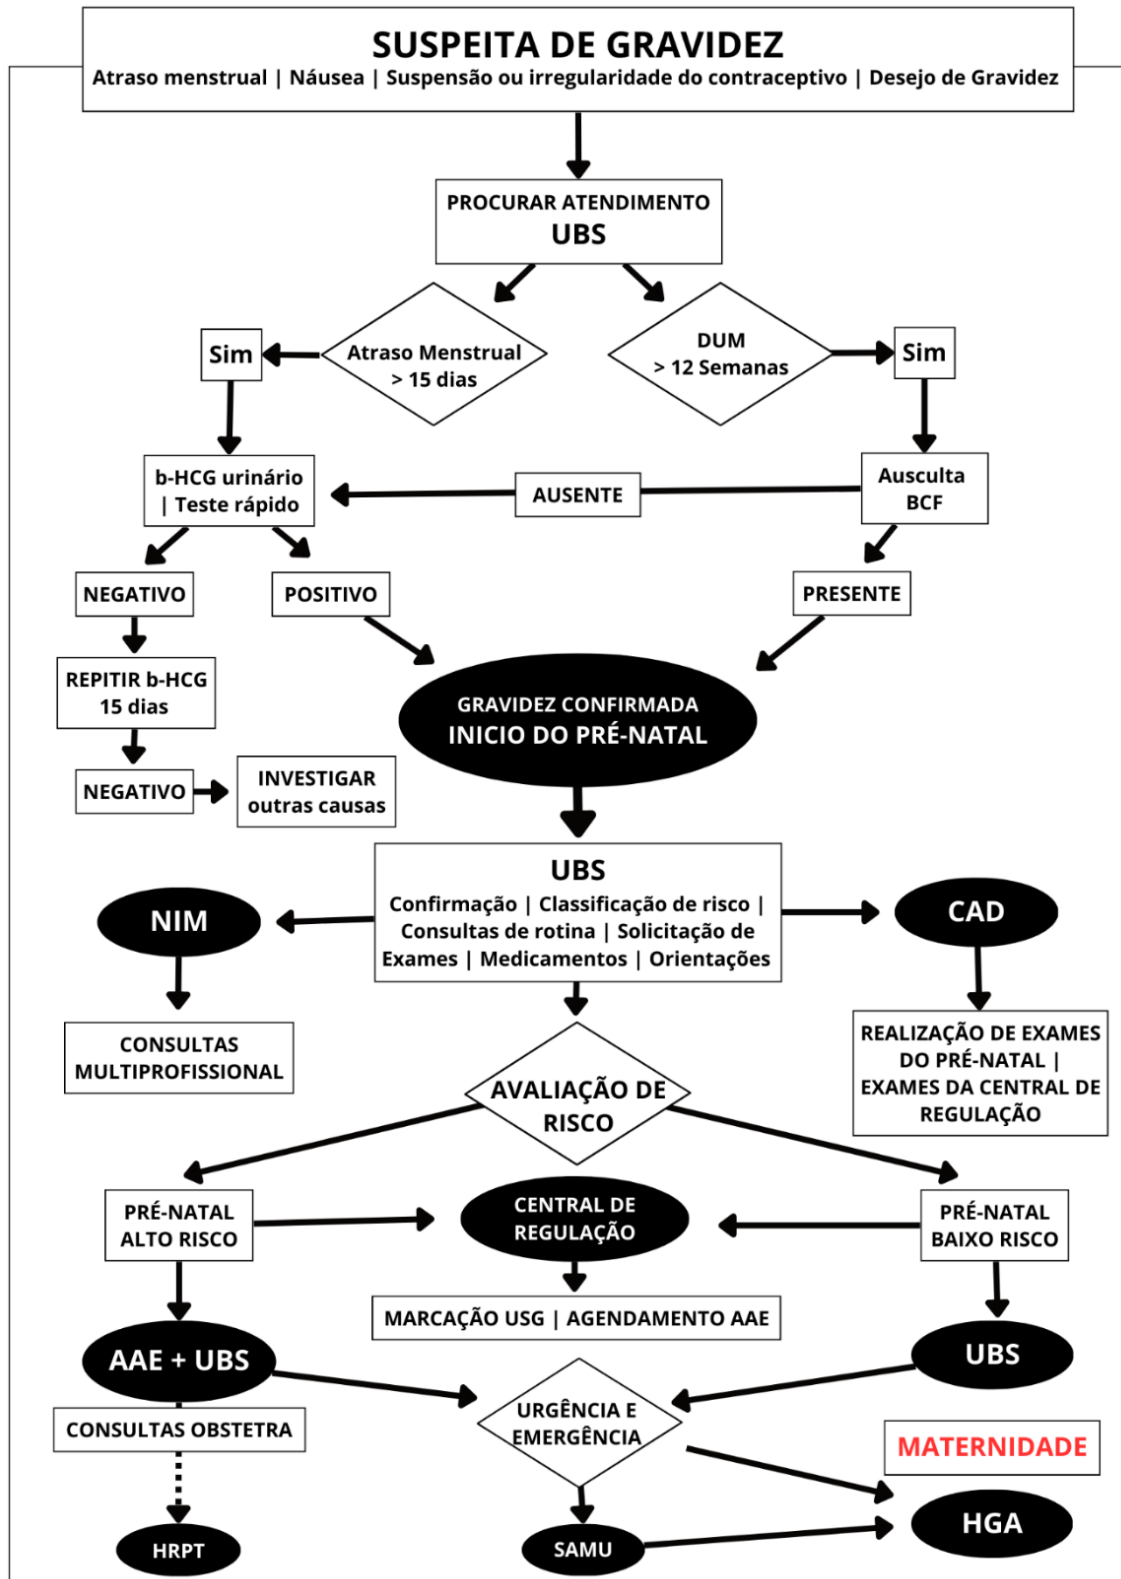 SUSPEITA DE GRAVIDEZ
Atraso menstrual | Náusea | Suspensão ou irregularidade do contraceptivo | Desejo de Gravidez
PROCURAR ATENDIMENTO
UBS
Sim
Atraso Menstrual
> 15 dias
DUM
> 12 Semanas
Sim
b-HCG urinário
| Teste rápido
AUSENTE
Ausculta
BCF
NEGATIVO
POSITIVO
PRESENTE
REPITIR b-HCG
15 dias
GRAVIDEZ CONFIRMADA
INICIO DO PRÉ-NATAL
NEGATIVO
INVESTIGAR
outras causas
UBS
Confirmação | Classificação de risco |
Consultas de rotina | Solicitação de
Exames | Medicamentos | Orientações
NIM
CAD
CONSULTAS
MULTIPROFISSIONAL
REALIZAÇÃO DE EXAMES
DO PRÉ-NATAL |
EXAMES DA CENTRAL DE
REGULAÇÃO
AVALIAÇÃO DE
RISCO
PRÉ-NATAL
ALTO RISCO
CENTRAL DE
REGULAÇÃO
PRÉ-NATAL
BAIXO RISCO
MARCAÇÃO USG | AGENDAMENTO AAE
AAE + UBS
UBS
CONSULTAS OBSTETRA
URGÊNCIA E
EMERGÊNCIA
MATERNIDADE
HGA
HRPT
SAMU